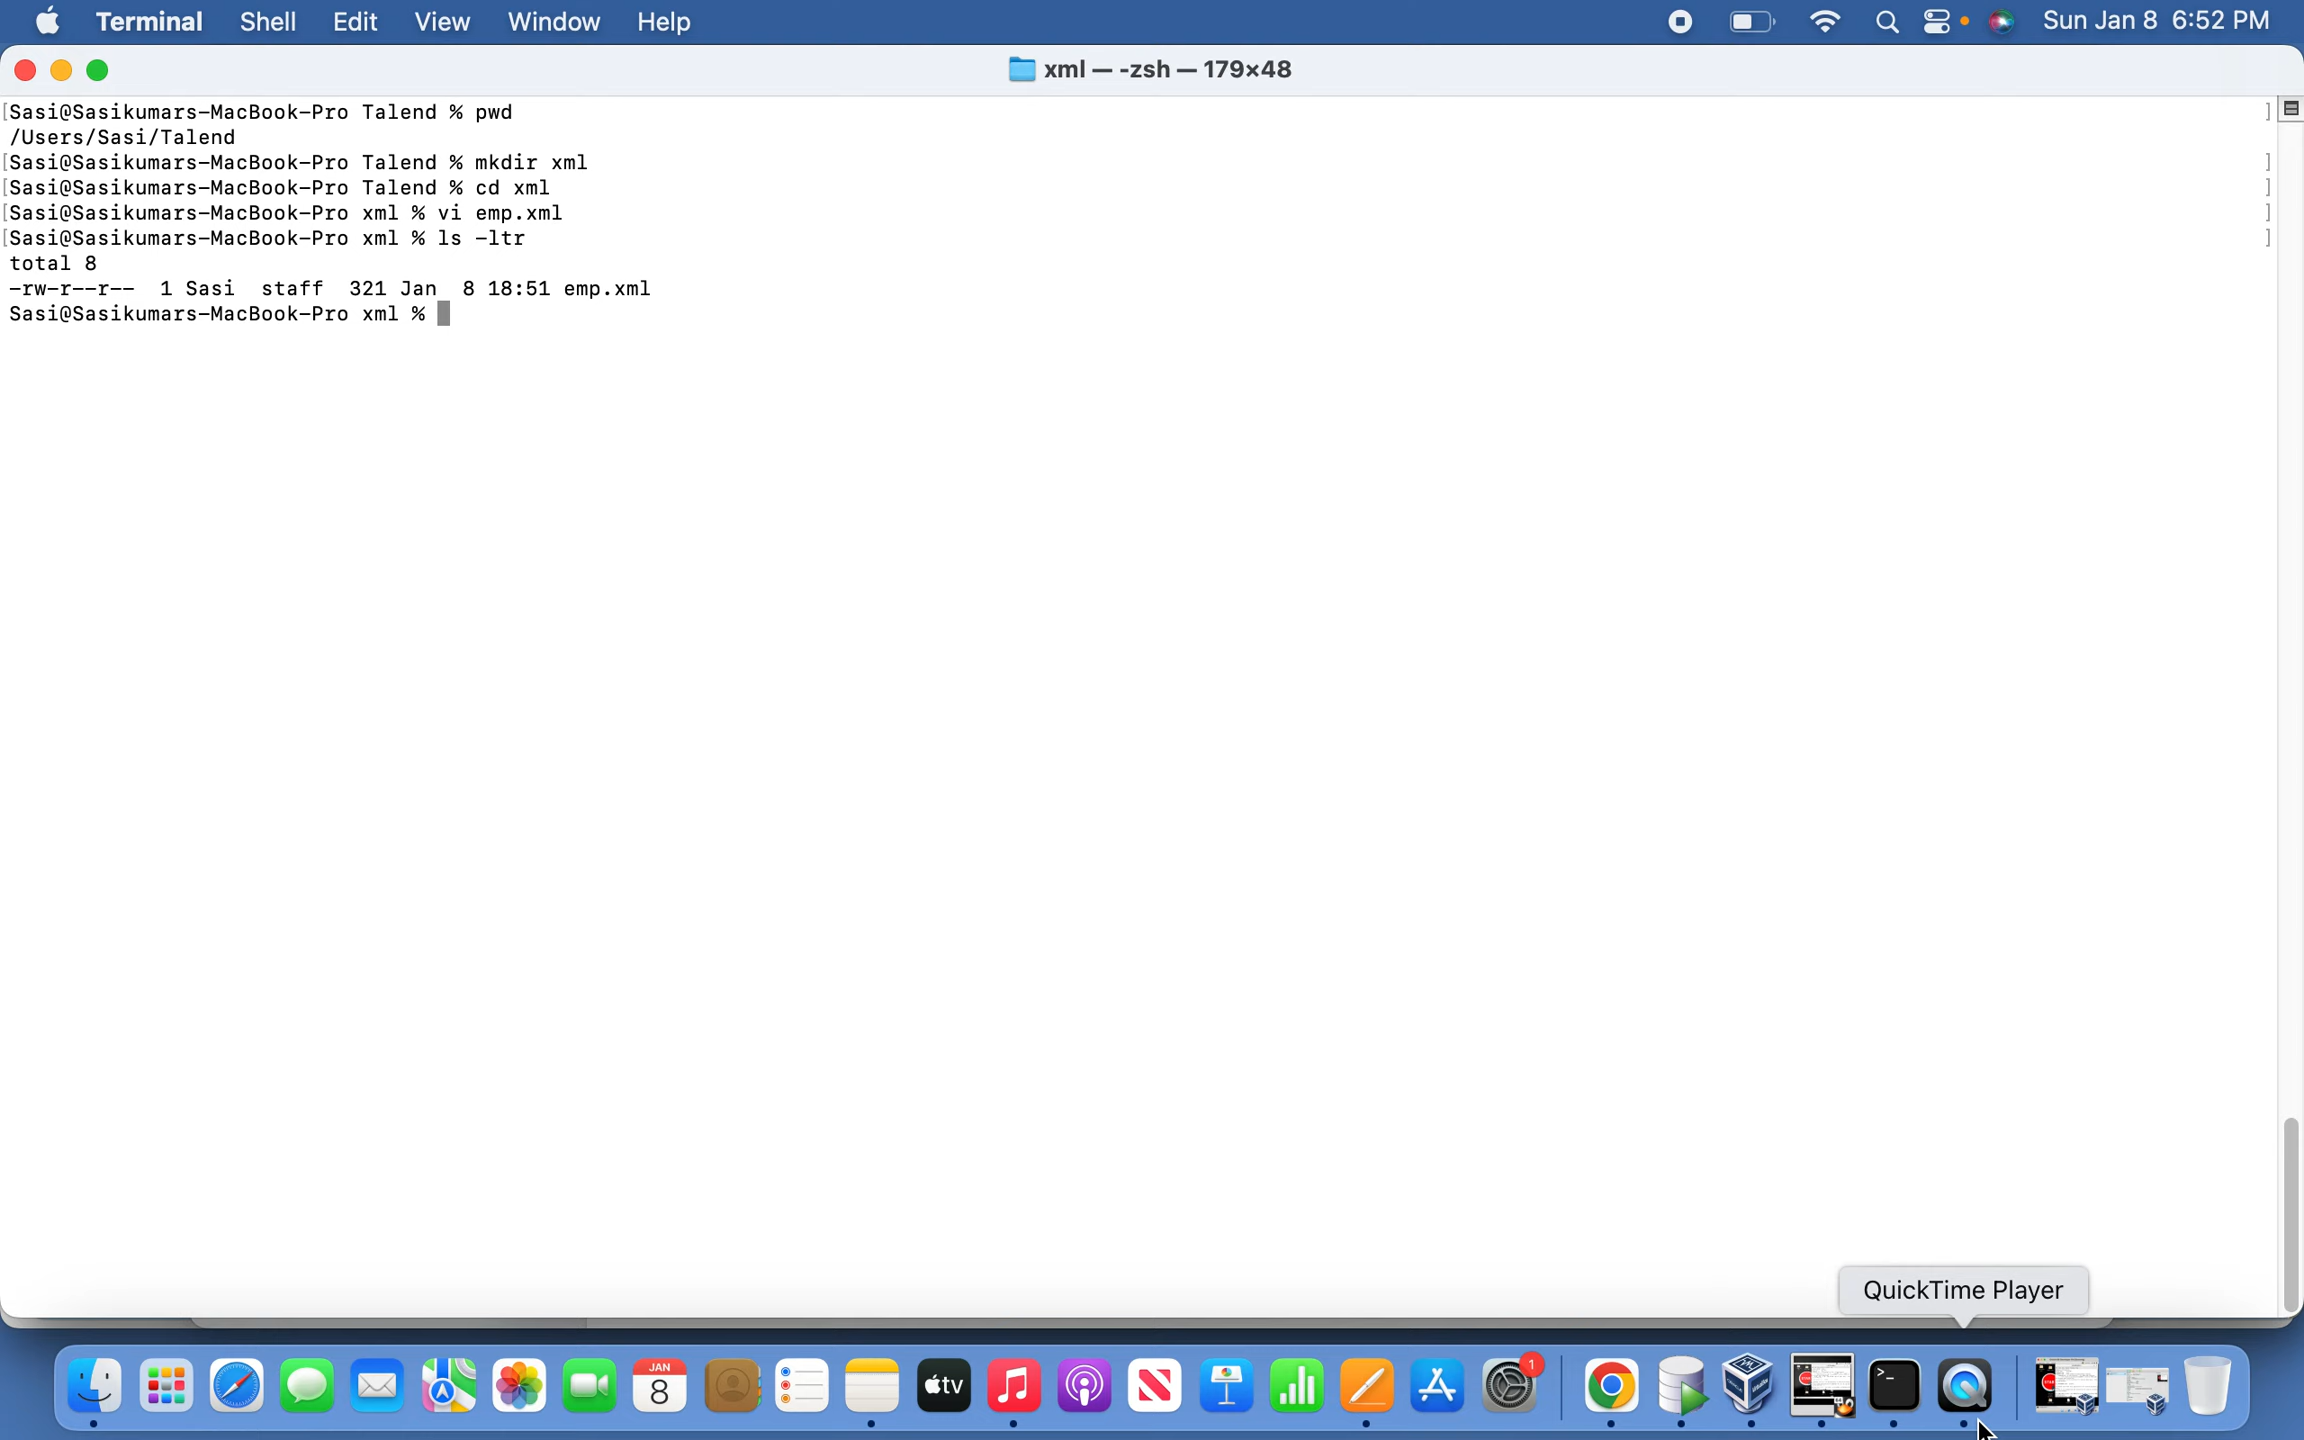 Terminal Shell Edit View Window Help Sun Jan 8 6:52 PM
xml — -zsh — 179×48
[Sasi@Sasikumars-MacBook-Pro Talend % pwd ]
/Users/Sasi/Talend
[Sasi@Sasikumars-MacBook-Pro Talend % mkdir xml ]
[Sasi@Sasikumars-MacBook-Pro Talend % cd xml ]
[Sasi@Sasikumars-MacBook-Pro xml % vi emp.xml ]
[Sasi@Sasikumars-MacBook-Pro xml % ls -ltr ]
total 8
-rw-r--r--  1 Sasi  staff  321 Jan  8 18:51 emp.xml
Sasi@Sasikumars-MacBook-Pro xml %
QuickTime Player
JAN
8
tv
1
>_